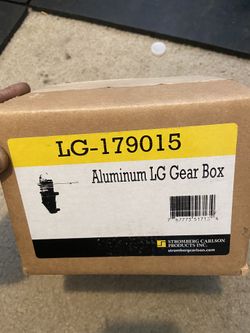 LG-179015
Aluminum LG Gear Box
STROMBERG CARLSON
PRODUCTS INC.
strombergcarlson.com